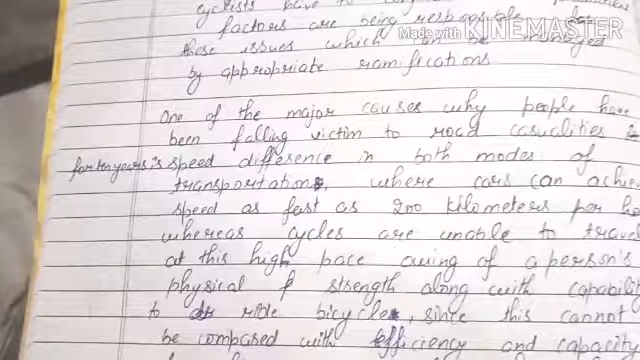 cyclists have to
factors are being responsible for
these issues which can be managed
by appropriate ramifications
One of the major causes why people have
been falling victim to road casualities
for ten years is speed difference in both modes of
transportation, where cars can achieve
speed as fast as 200 kilometers per ho
whereas cycles are unable to travel
at this high pace owing of a person's
physical strength along with capability
to ride bicycle, since this cannot
be compared with efficiency and capacity
Made with KINEMASTER